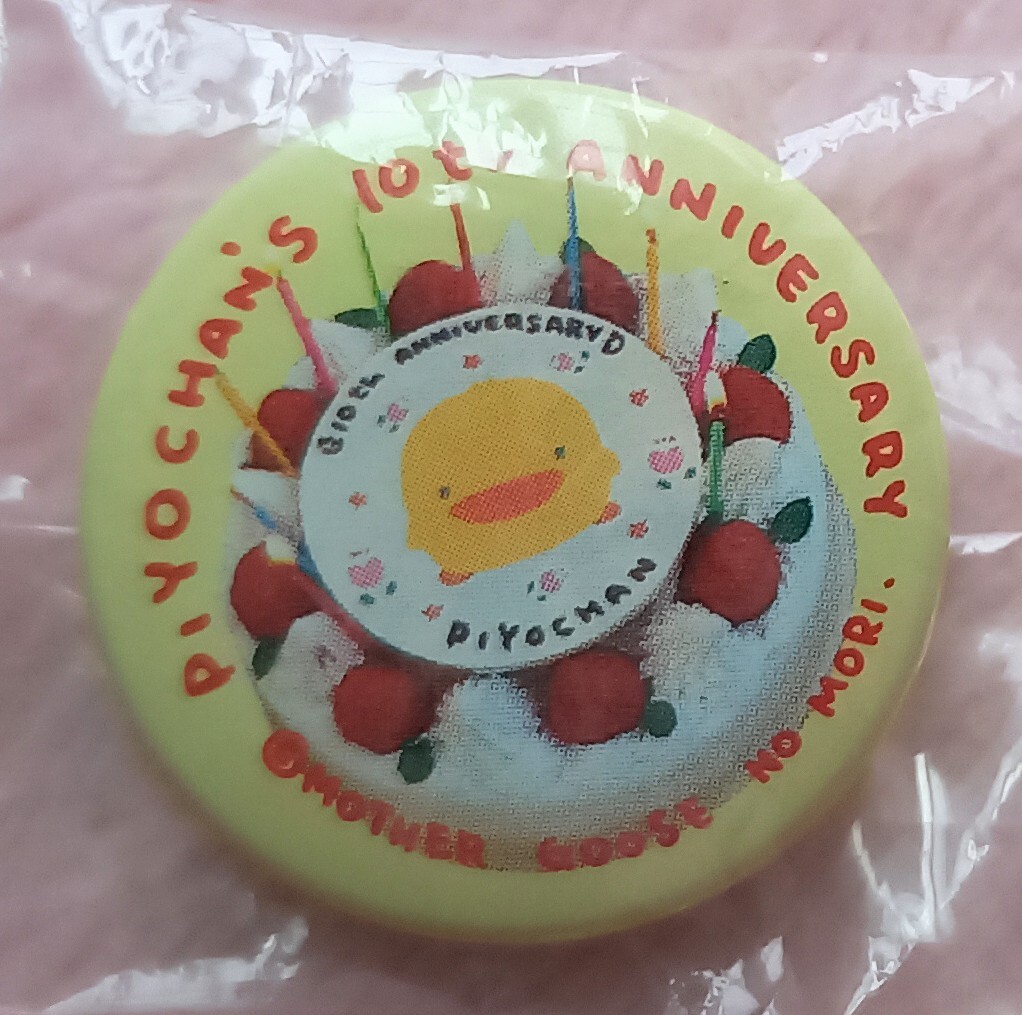 PIYOCHAN'S 10th ANNIVERSARY
10th ANNIVERSARY
PIYOCHAN
©MOTHER GOOSE NO MORI.